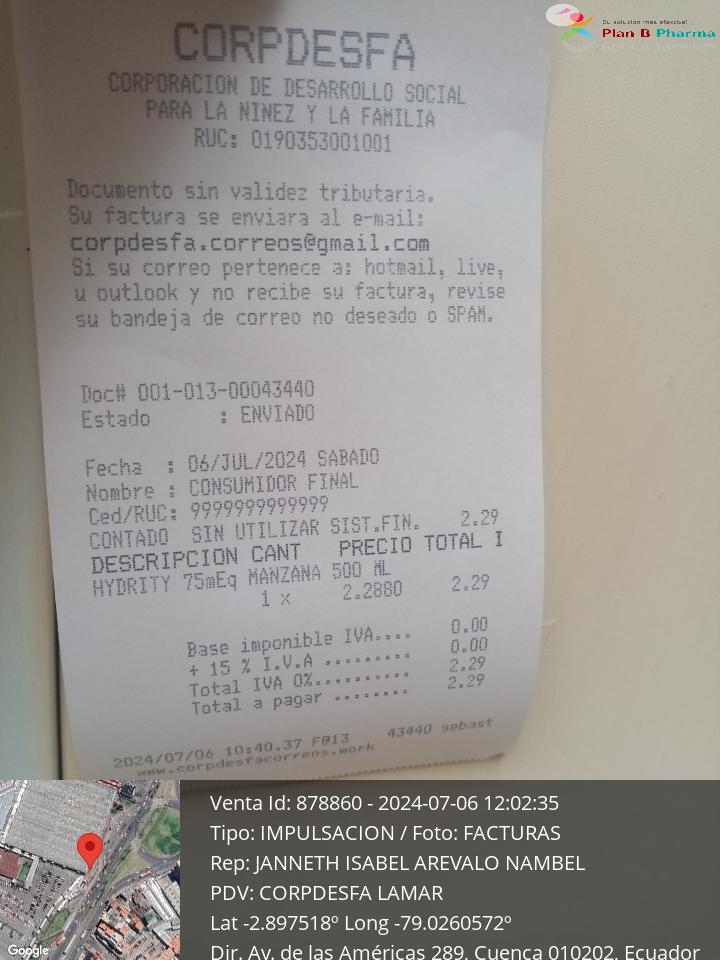 Su solucion mas efectiva!
Plan B Pharma
CORPDESFA
CORPORACION DE DESARROLLO SOCIAL
PARA LA NINEZ Y LA FAMILIA
RUC: 0190353001001
Documento sin validez tributaria.
Su factura se enviara al e-mail:
corpdesfa.correos@gmail.com
Si su correo pertenece a: hotmail, live,
u outlook y no recibe su factura, revise
su bandeja de correo no deseado o SPAM.
Doc# 001-013-00043440
Estado : ENVIADO
Fecha : 06/JUL/2024 SABADO
Nombre : CONSUMIDOR FINAL
Ced/RUC: 9999999999999
CONTADO SIN UTILIZAR SIST.FIN. 2.29
DESCRIPCION CANT PRECIO TOTAL I
HYDRITY 75mEq MANZANA 500 ML
1 x 2.2880 2.29
Base imponible IVA.... 0.00
+ 15 % I.V.A ......... 0.00
Total IVA 0%.......... 2.29
Total a pagar ........ 2.29
2024/07/06 10:40.37 F@13 43440 sebast
www.corpdesfacorreos.work
Google
Venta Id: 878860 - 2024-07-06 12:02:35
Tipo: IMPULSACION / Foto: FACTURAS
Rep: JANNETH ISABEL AREVALO NAMBEL
PDV: CORPDESFA LAMAR
Lat -2.897518º Long -79.0260572º
Dir. Av. de las Américas 289, Cuenca 010202, Ecuador